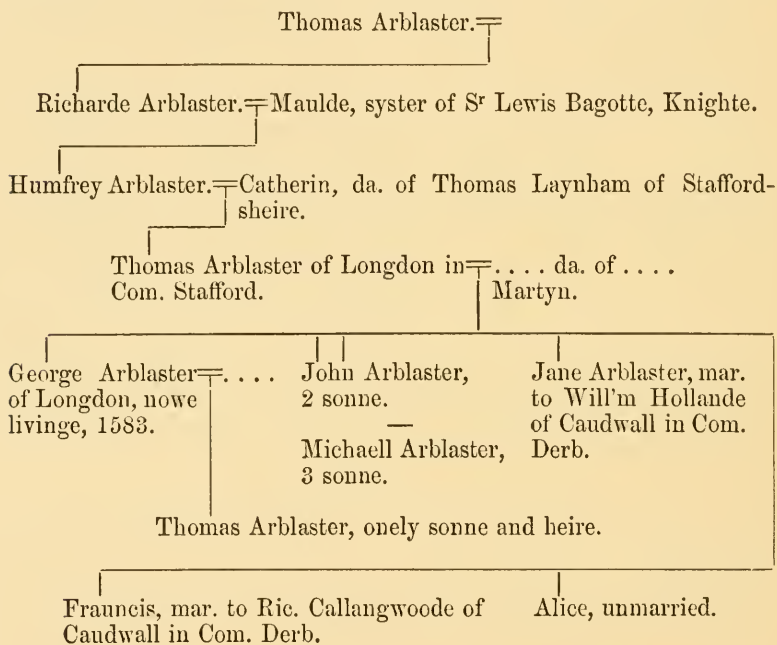 Thomas Arblaster.
Richarde Arblaster. Maulde, syster of Sr Lewis Bagotte, Knighte.
Humfrey Arblaster. Catherin, da. of Thomas Laynham of Stafford-
sheire.
Thomas Arblaster of Longdon in .... da. of ....
Com. Stafford. Martyn.
George Arblaster ....
of Longdon, nowe
livinge, 1583.
John Arblaster,
2 sonne.
—
Michaell Arblaster,
3 sonne.
Jane Arblaster, mar.
to Will'm Hollande
of Caudwall in Com.
Derb.
Thomas Arblaster, onely sonne and heire.
Frauncis, mar. to Ric. Callangwoode of
Caudwall in Com. Derb.
Alice, unmarried.